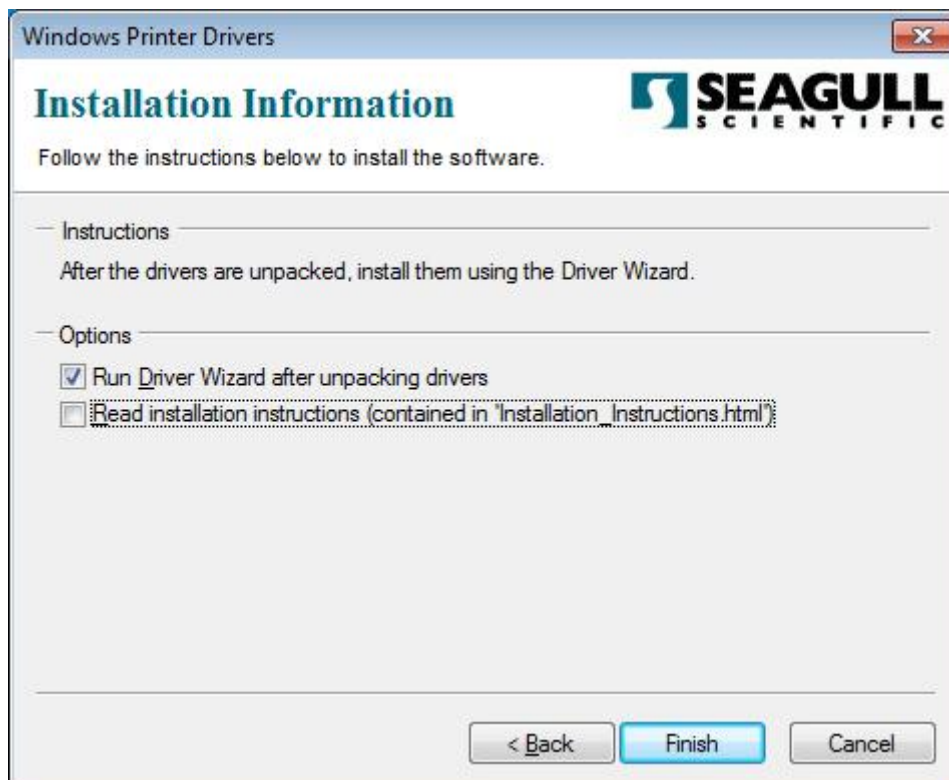 Windows Printer Drivers
Installation Information
SEAGULL
SCIENTIFIC
Follow the instructions below to install the software.
Instructions
After the drivers are unpacked, install them using the Driver Wizard.
Options
Run Driver Wizard after unpacking drivers
Read installation instructions (contained in "Installation_Instructions.html")
< Back
Finish
Cancel